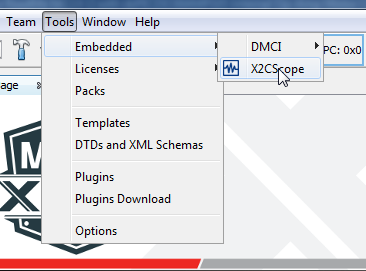 Team Tools Window Help
Embedded
DMCI
PC: 0x0
Licenses
X2CScope
age
Packs
Templates
DTDs and XML Schemas
Plugins
Plugins Download
Options
M
X